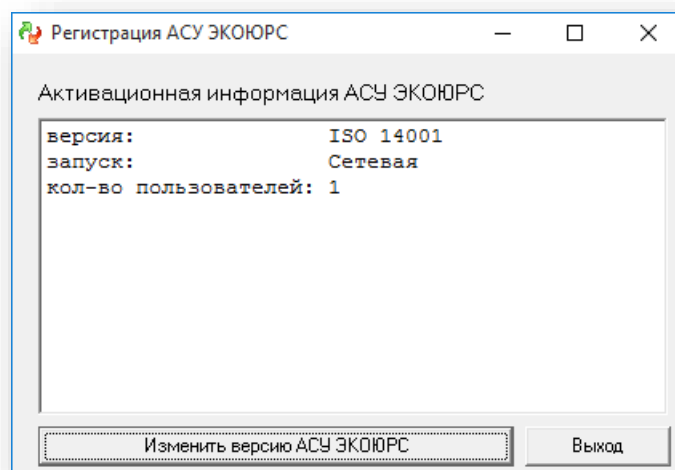 Регистрация АСУ ЭКОЮРС
Активационная информация АСУ ЭКОЮРС
версия: ISO 14001
запуск: Сетевая
кол-во пользователей: 1
Изменить версию АСУ ЭКОЮРС
Выход